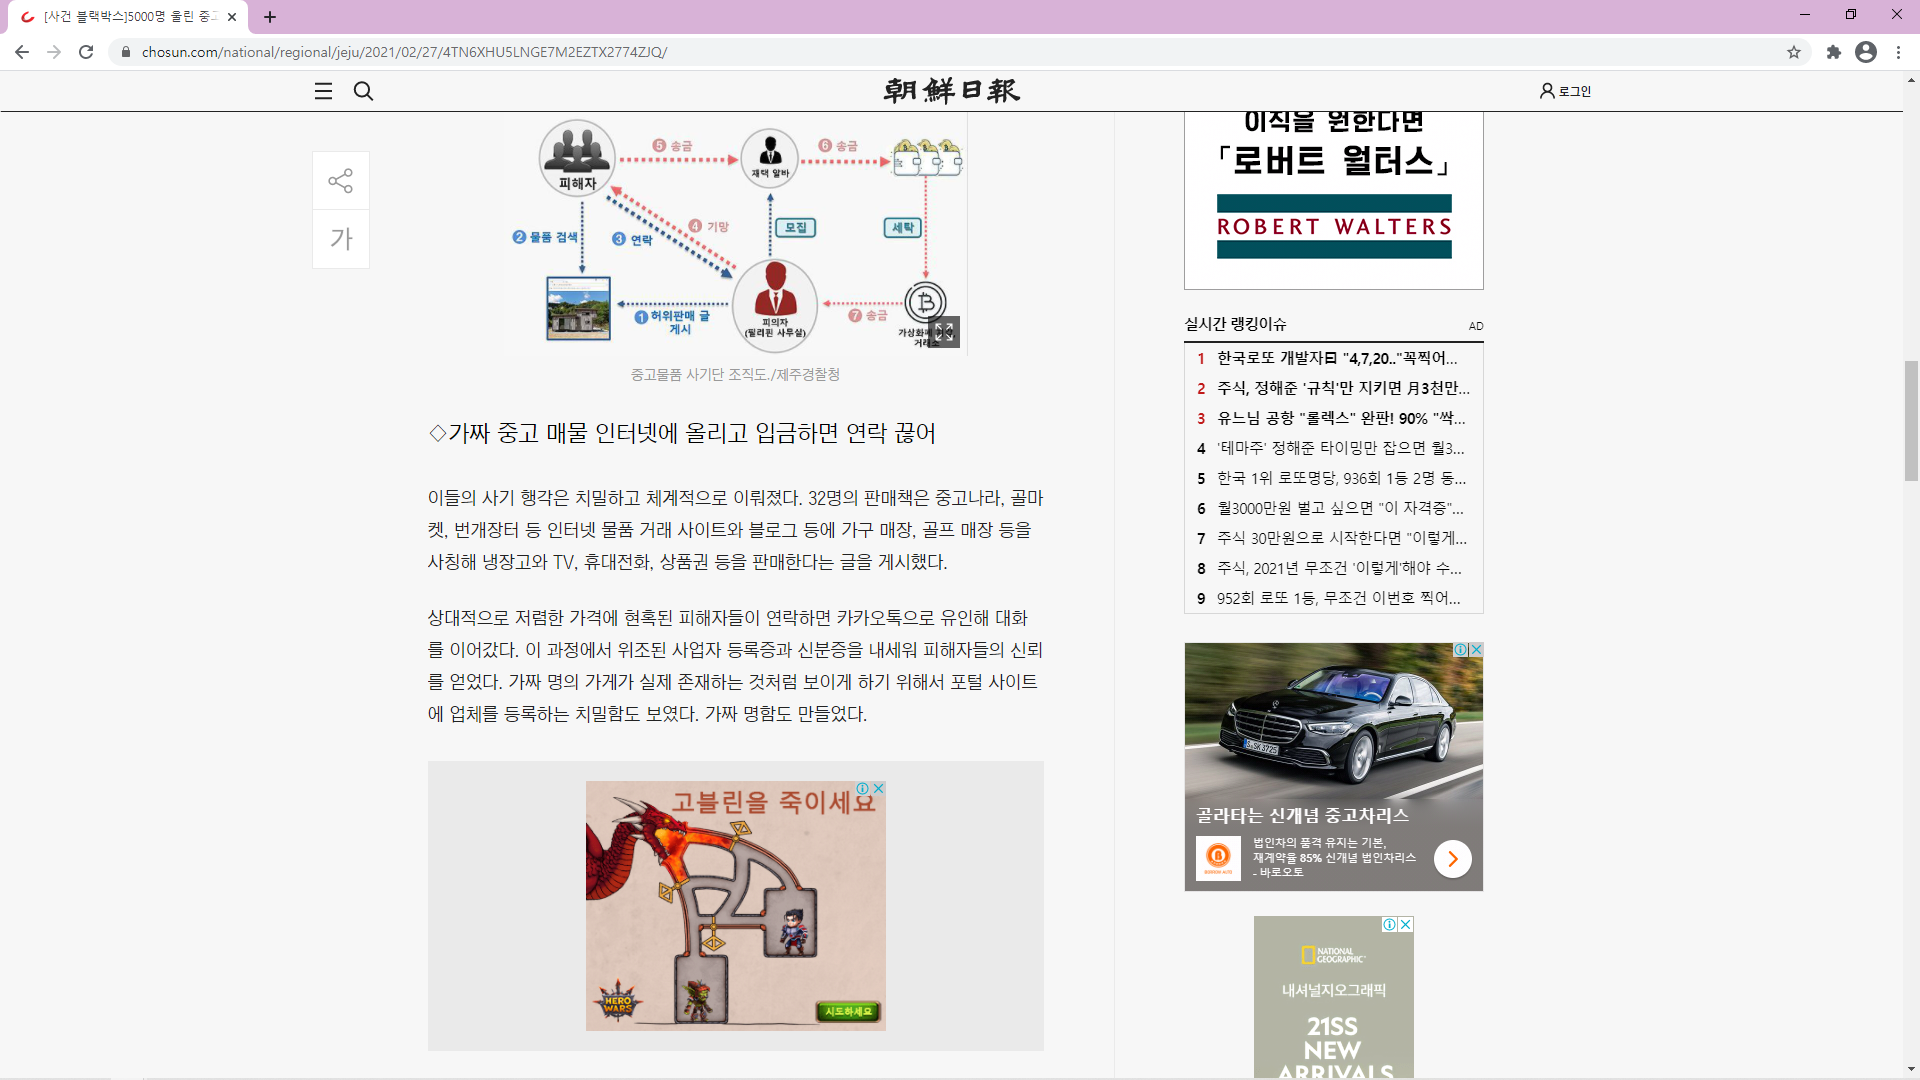 [사건 블랙박스]5000명 울린 중고
chosun.com/national/regional/jeju/2021/02/27/4TN6XHU5LNGE7M2EZTX2774ZJQ/
朝鮮日報
로그인
가
피해자
5 송금
재택 알바
6 송금
2 물품 검색
3 연락
4 기망
모집
세탁
1 허위판매 글
게시
피의자
(필리핀 사무실)
7 송금
가상화폐
거래소
중고물품 사기단 조직도./제주경찰청
◇가짜 중고 매물 인터넷에 올리고 입금하면 연락 끊어
이들의 사기 행각은 치밀하고 체계적으로 이뤄졌다. 32명의 판매책은 중고나라, 골마
켓, 번개장터 등 인터넷 물품 거래 사이트와 블로그 등에 가구 매장, 골프 매장 등을
사칭해 냉장고와 TV, 휴대전화, 상품권 등을 판매한다는 글을 게시했다.
상대적으로 저렴한 가격에 현혹된 피해자들이 연락하면 카카오톡으로 유인해 대화
를 이어갔다. 이 과정에서 위조된 사업자 등록증과 신분증을 내세워 피해자들의 신뢰
를 얻었다. 가짜 명의 가게가 실제 존재하는 것처럼 보이게 하기 위해서 포털 사이트
에 업체를 등록하는 치밀함도 보였다. 가짜 명함도 만들었다.
고블린을 죽이세요
HERO
WARS
시도하세요
이직을 원한다면
「로버트 월터스」
ROBERT WALTERS
실시간 랭킹이슈
AD
1 한국로또 개발자曰 "4,7,20.."꼭찍어...
2 주식, 정해준 '규칙'만 지키면 月3천만...
3 유느님 공항 "롤렉스" 완판! 90% "싹...
4 '테마주' 정해준 타이밍만 잡으면 월3...
5 한국 1위 로또명당, 936회 1등 2명 동...
6 월3000만원 벌고 싶으면 "이 자격증"...
7 주식 30만원으로 시작한다면 "이렇게...
8 주식, 2021년 무조건 '이렇게'해야 수...
9 952회 로또 1등, 무조건 이번호 찍어...
S·SK 3725
골라타는 신개념 중고차리스
법인차의 품격 유지는 기본,
재계약율 85% 신개념 법인차리스
- 바로오토
NATIONAL
GEOGRAPHIC
내셔널지오그래픽
21SS
NEW
ARRIVALS